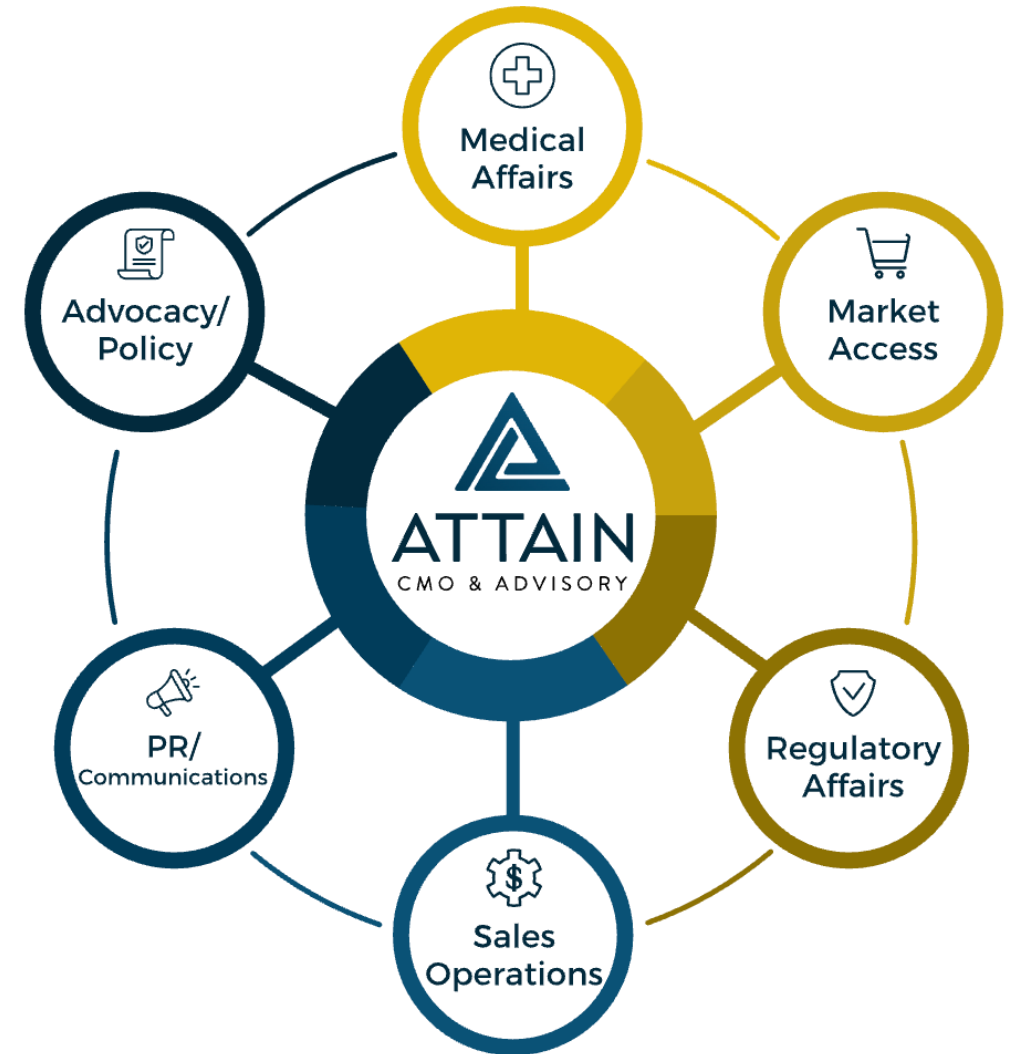 Medical
Affairs
Market
Access
Regulatory
Affairs
$
Sales
Operations
PR/
Communications
Advocacy/
Policy
ATTAIN
CMO & ADVISORY